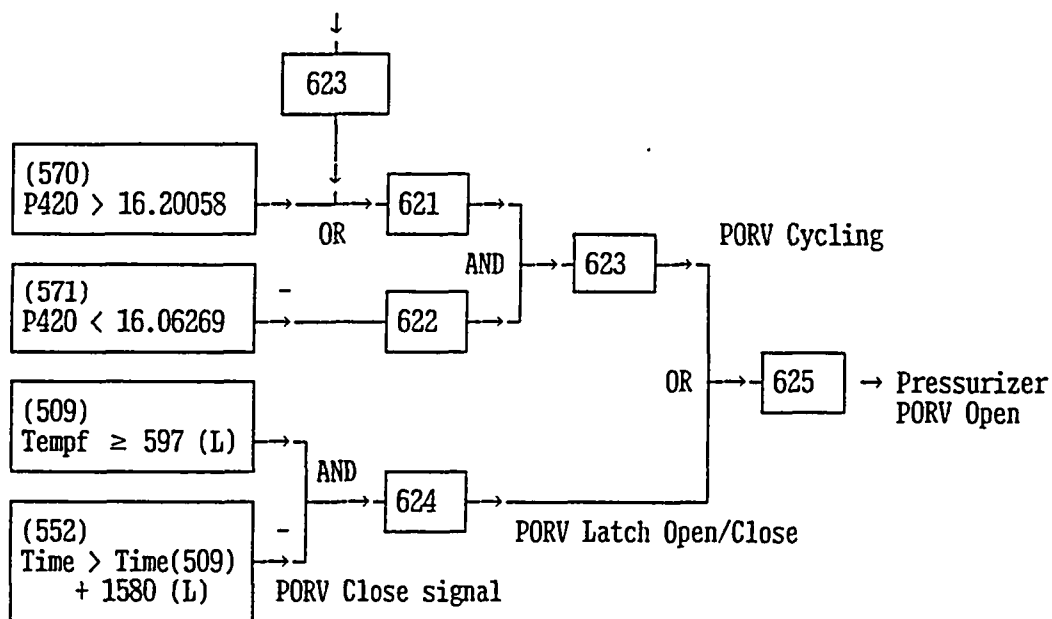 623
(570)
P420 > 16.20058
OR
621
AND
623
PORV Cycling
(571)
P420 < 16.06269
-
622
OR
625
Pressurizer
PORV Open
(509)
Tempf ≥ 597 (L)
AND
624
PORV Latch Open/Close
(552)
Time > Time(509)
+ 1580 (L)
-
PORV Close signal